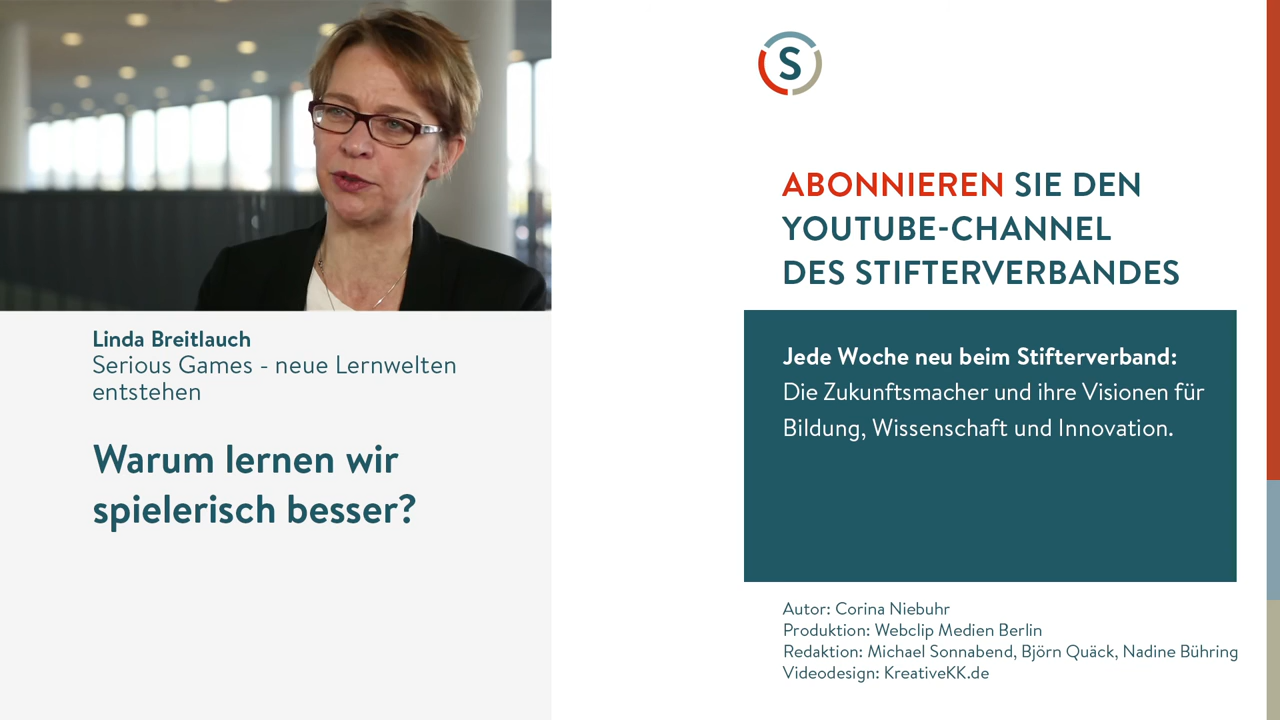 Linda Breitlauch
Serious Games - neue Lernwelten
entstehen
Warum lernen wir
spielerisch besser?
S
ABONNIEREN SIE DEN
YOUTUBE-CHANNEL
DES STIFTERVERBANDES
Jede Woche neu beim Stifterverband:
Die Zukunftsmacher und ihre Visionen für
Bildung, Wissenschaft und Innovation.
Autor: Corina Niebuhr
Produktion: Webclip Medien Berlin
Redaktion: Michael Sonnabend, Björn Quäck, Nadine Bühring
Videodesign: KreativeKK.de